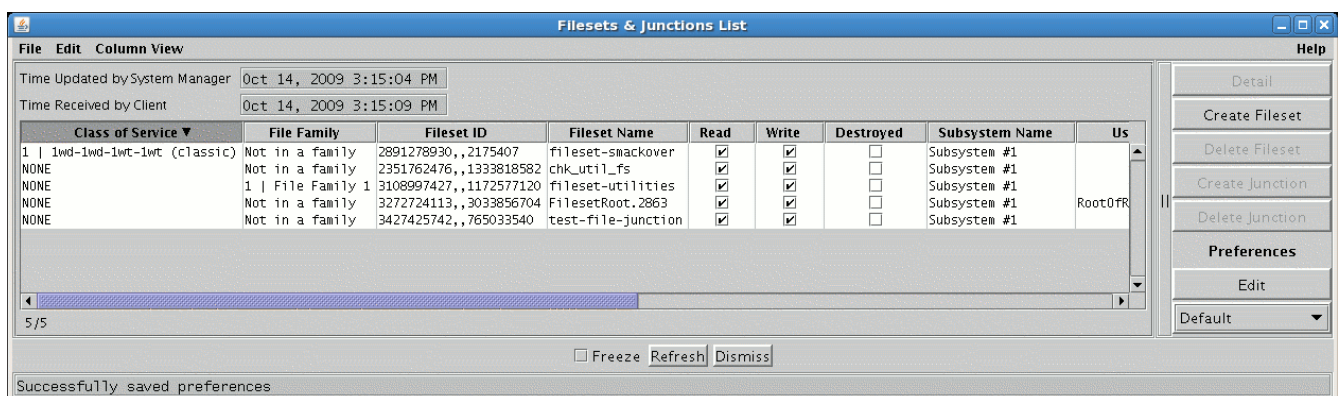 Filesets & Junctions List
File Edit Column View Help
Time Updated by System Manager Oct 14, 2009 3:15:04 PM Detail
Time Received by Client Oct 14, 2009 3:15:09 PM Create Fileset
Class of Service ▼ File Family Fileset ID Fileset Name Read Write Destroyed Subsystem Name Us
1 | 1wd-1wd-1wt-1wt (classic) Not in a family 2891278930,,2175407 fileset-smackover Subsystem #1 Delete Fileset
NONE Not in a family 2351762476,,1333818582 chk_util_fs Subsystem #1
NONE 1 | File Family 1 3108997427,,1172577120 fileset-utilities Subsystem #1 Create Junction
NONE Not in a family 3272724113,,3033856704 FilesetRoot.2863 Subsystem #1 RootOfR
NONE Not in a family 3427425742,,765033540 test-file-junction Subsystem #1 Delete Junction
Preferences
Edit
5/5 Default
Freeze Refresh Dismiss
Successfully saved preferences